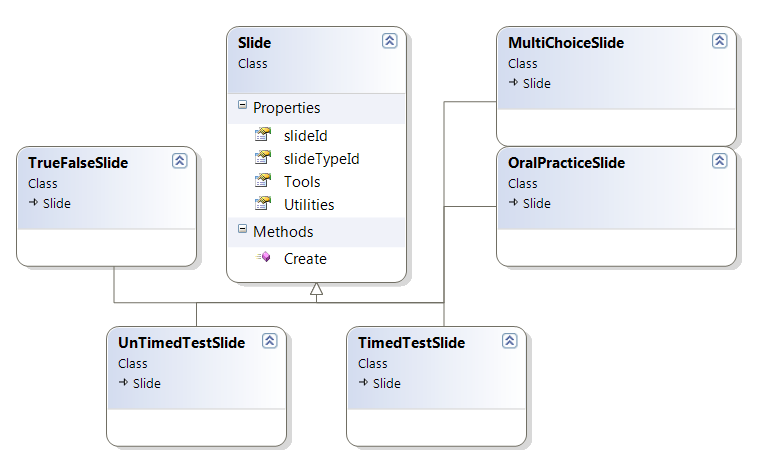 Slide
Class
Properties
slideId
slideTypeId
Tools
Utilities
Methods
Create
MultiChoiceSlide
Class
Slide
TrueFalseSlide
Class
Slide
OralPracticeSlide
Class
Slide
UnTimedTestSlide
Class
Slide
TimedTestSlide
Class
Slide